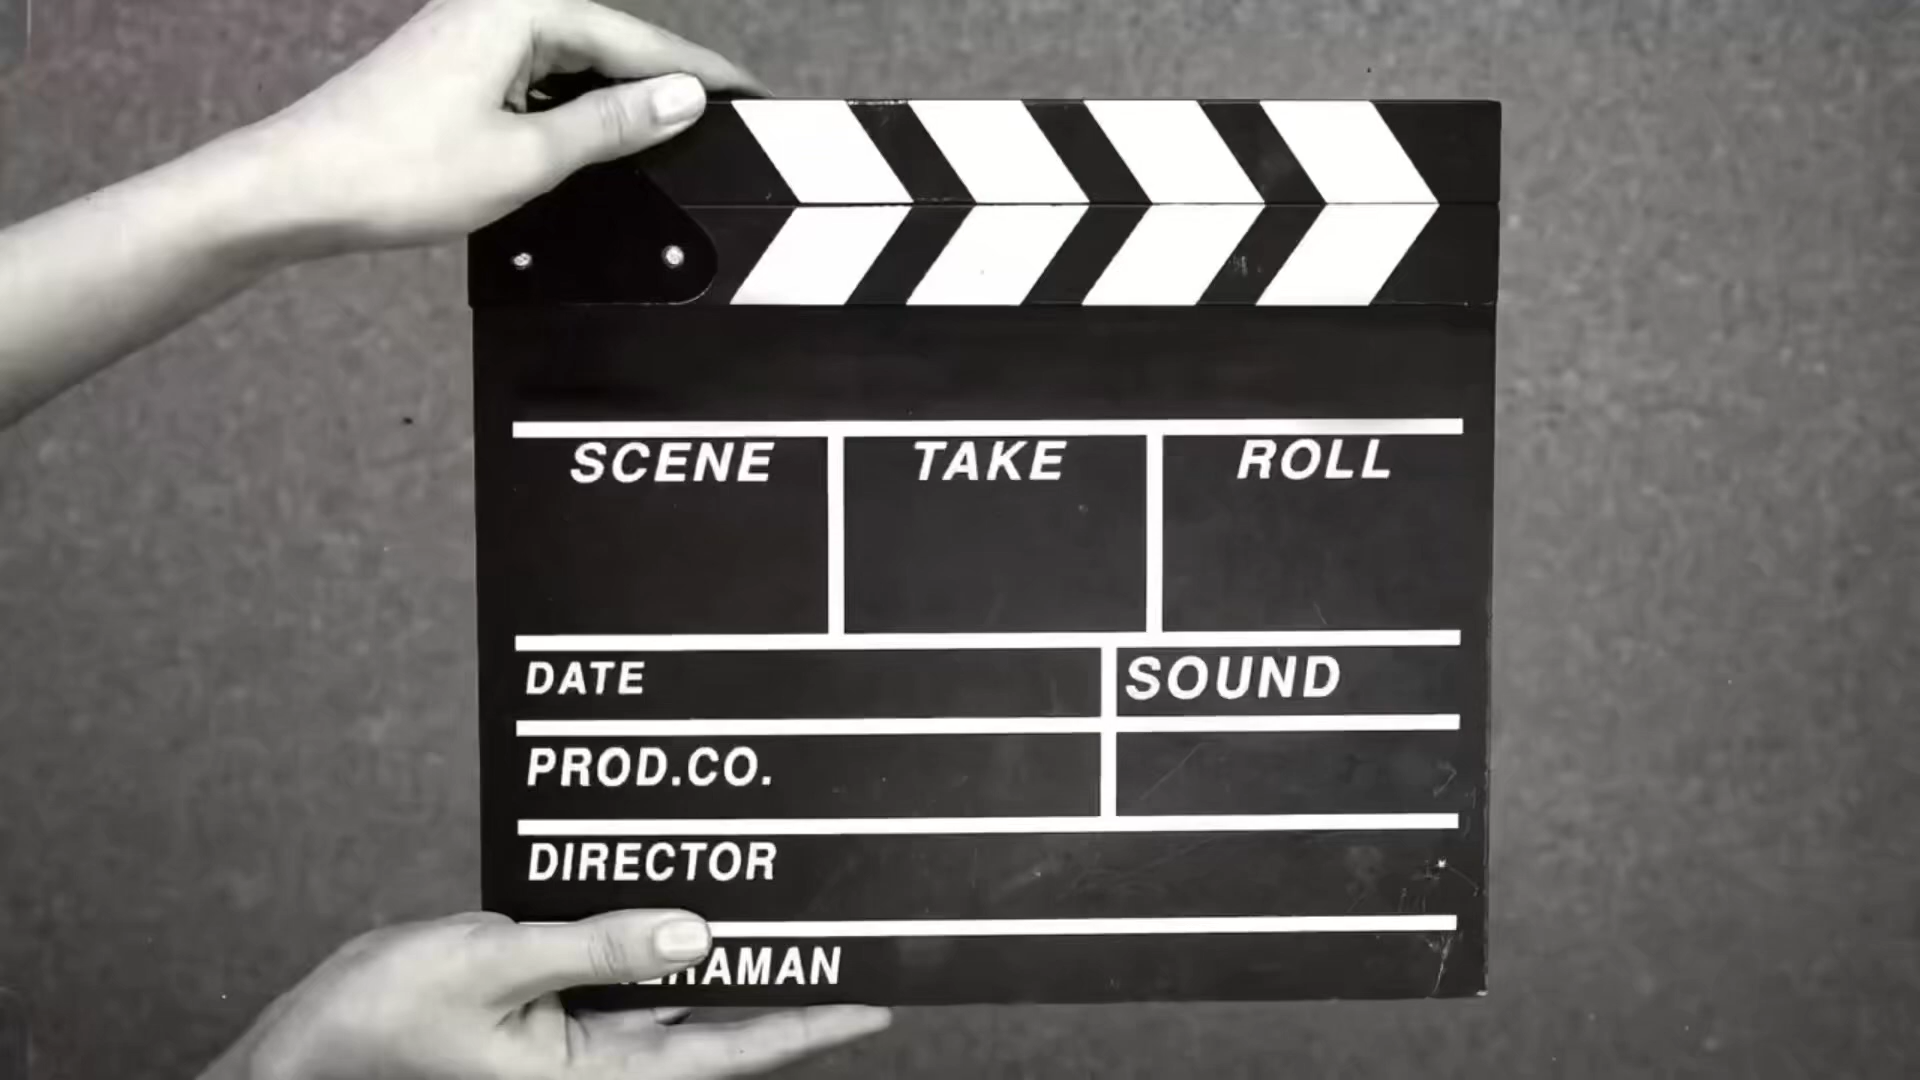 SCENE TAKE ROLL
DATE SOUND
PROD.CO.
DIRECTOR